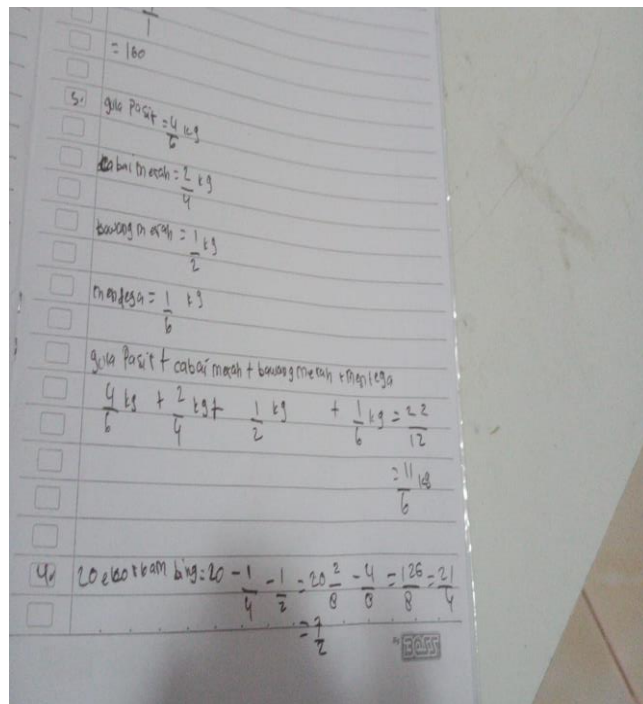 1
= 160
3. gula Pasir = 4/6 kg
cabai merah = 2/4 kg
bawang merah = 1/2 kg
mentega = 1/6 kg
gula Pasir + cabai merah + bawang merah + mentega
4/6 kg + 2/4 kg + 1/2 kg + 1/6 kg = 22/12
= 11/6 kg
4. 20 ekor kambing = 20 - 1/4 - 1/2 = 20 2/8 - 4/8 = 126/8 = 21/4
= 7/2
BOSS